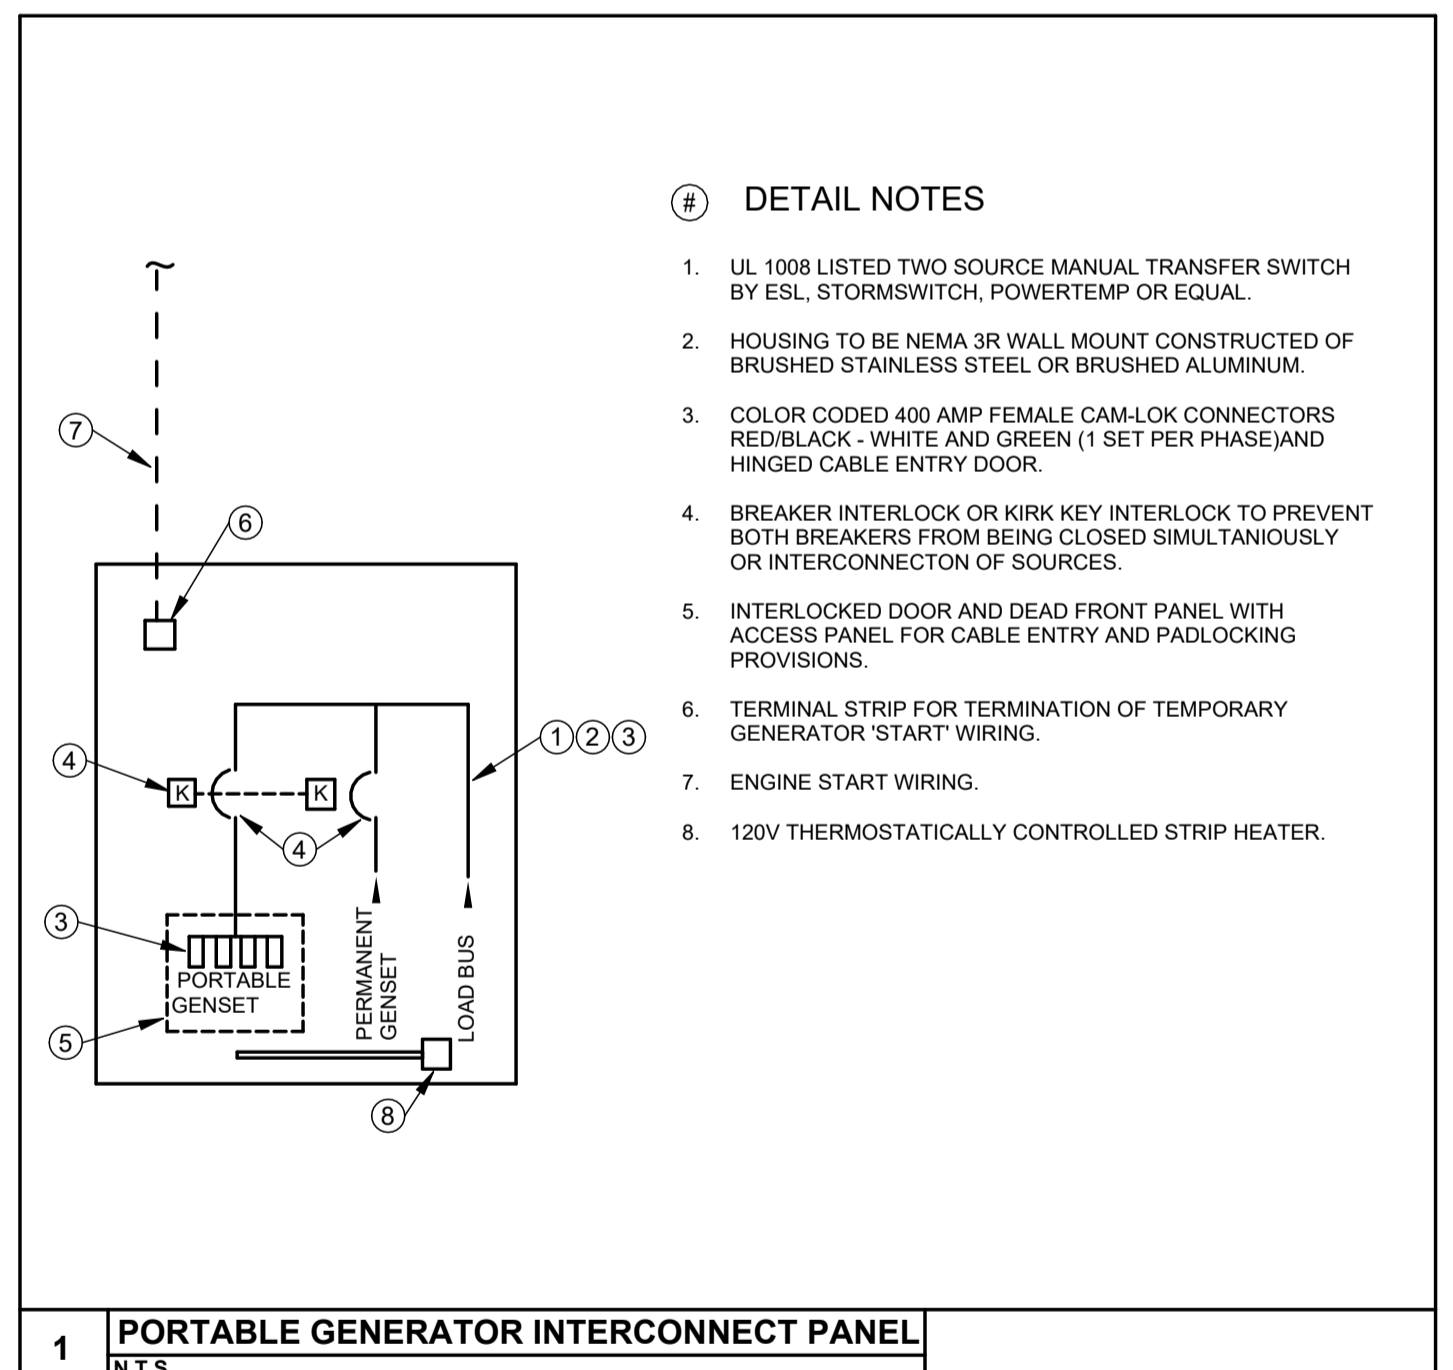 # DETAIL NOTES
1. UL 1008 LISTED TWO SOURCE MANUAL TRANSFER SWITCH
BY ESL, STORMSWITCH, POWERTEMP OR EQUAL.
2. HOUSING TO BE NEMA 3R WALL MOUNT CONSTRUCTED OF
BRUSHED STAINLESS STEEL OR BRUSHED ALUMINUM.
3. COLOR CODED 400 AMP FEMALE CAM-LOK CONNECTORS
RED/BLACK - WHITE AND GREEN (1 SET PER PHASE)AND
HINGED CABLE ENTRY DOOR.
4. BREAKER INTERLOCK OR KIRK KEY INTERLOCK TO PREVENT
BOTH BREAKERS FROM BEING CLOSED SIMULTANIOUSLY
OR INTERCONNECTON OF SOURCES.
5. INTERLOCKED DOOR AND DEAD FRONT PANEL WITH
ACCESS PANEL FOR CABLE ENTRY AND PADLOCKING
PROVISIONS.
6. TERMINAL STRIP FOR TERMINATION OF TEMPORARY
GENERATOR 'START' WIRING.
7. ENGINE START WIRING.
8. 120V THERMOSTATICALLY CONTROLLED STRIP HEATER.
7
6
1 2 3
4
K
K
4
3
PORTABLE
GENSET
PERMANENT
GENSET
LOAD BUS
5
8
1
PORTABLE GENERATOR INTERCONNECT PANEL
N.T.S.